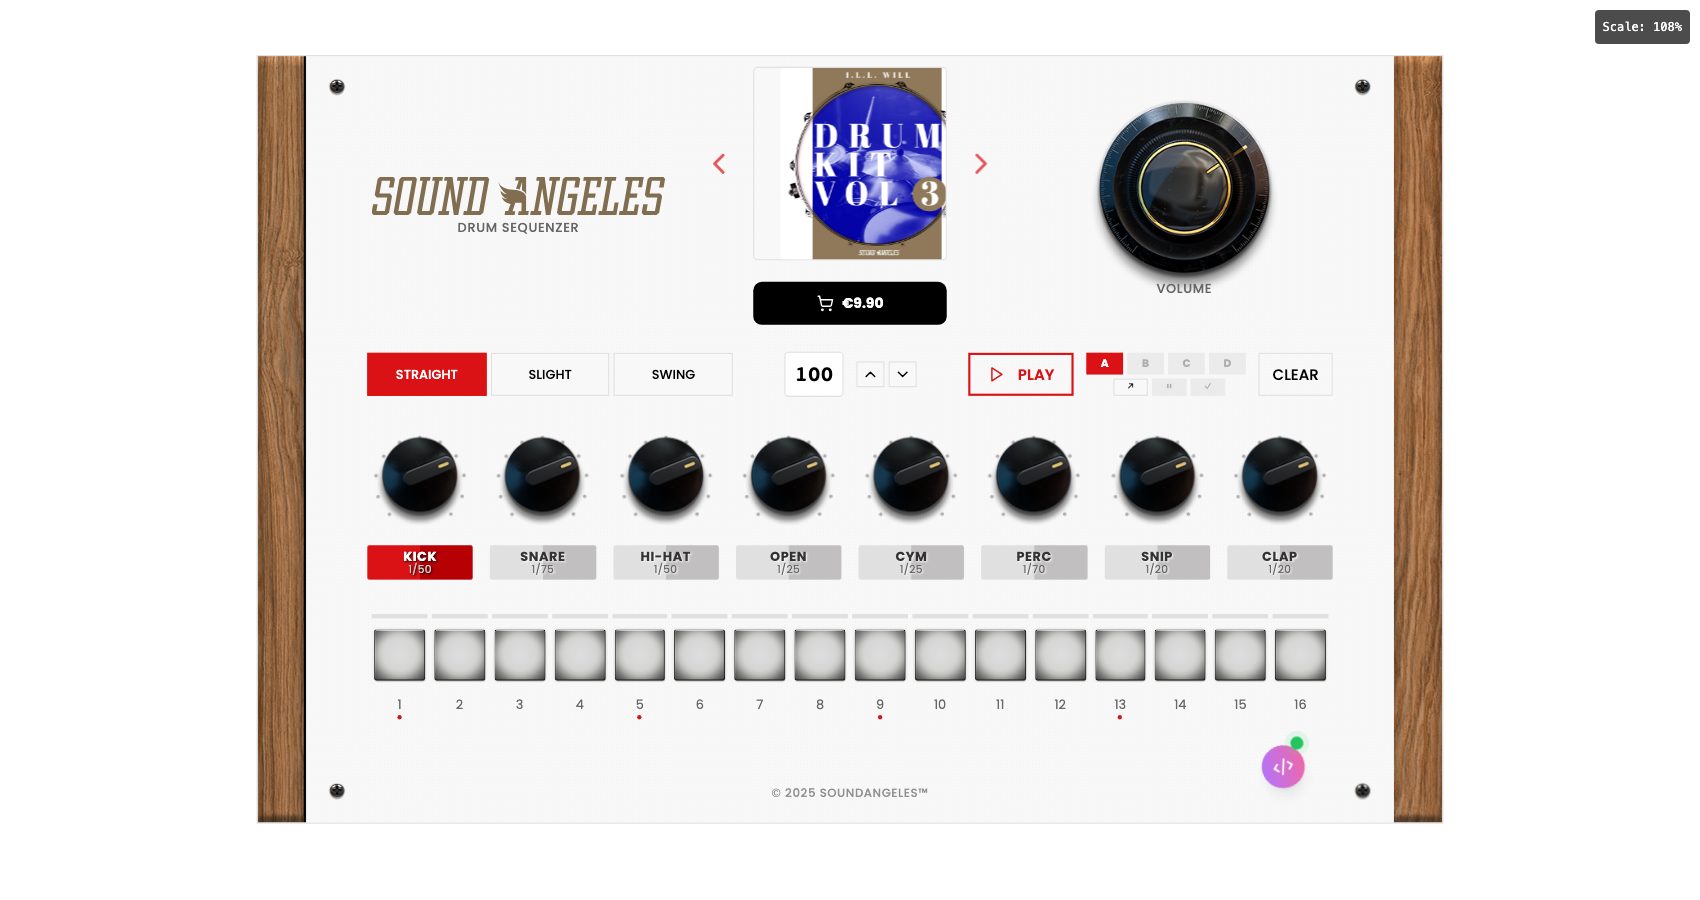 Scale: 108%
I.L.L. WILL
DRUM
KIT
VOL 3
SOUND ANGELES
SOUND ANGELES
DRUM SEQUENZER
€9.90
VOLUME
STRAIGHT SLIGHT SWING 100 PLAY A B C D CLEAR
KICK SNARE HI-HAT OPEN CYM PERC SNIP CLAP
1/50 1/75 1/50 1/25 1/25 1/70 1/20 1/20
1 2 3 4 5 6 7 8 9 10 11 12 13 14 15 16
© 2025 SOUNDANGELES™